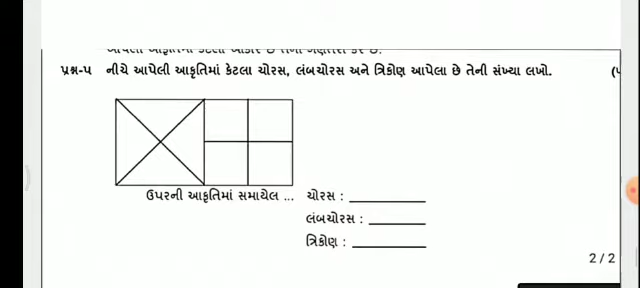 પ્રશ્ન-૫ નીચે આપેલી આકૃતિમાં કેટલા ચોરસ, લંબચોરસ અને ત્રિકોણ આપેલા છે તેની સંખ્યા લખો.
ઉપરની આકૃતિમાં સમાયેલ ... ચોરસ :
લંબચોરસ :
ત્રિકોણ :
2 / 2